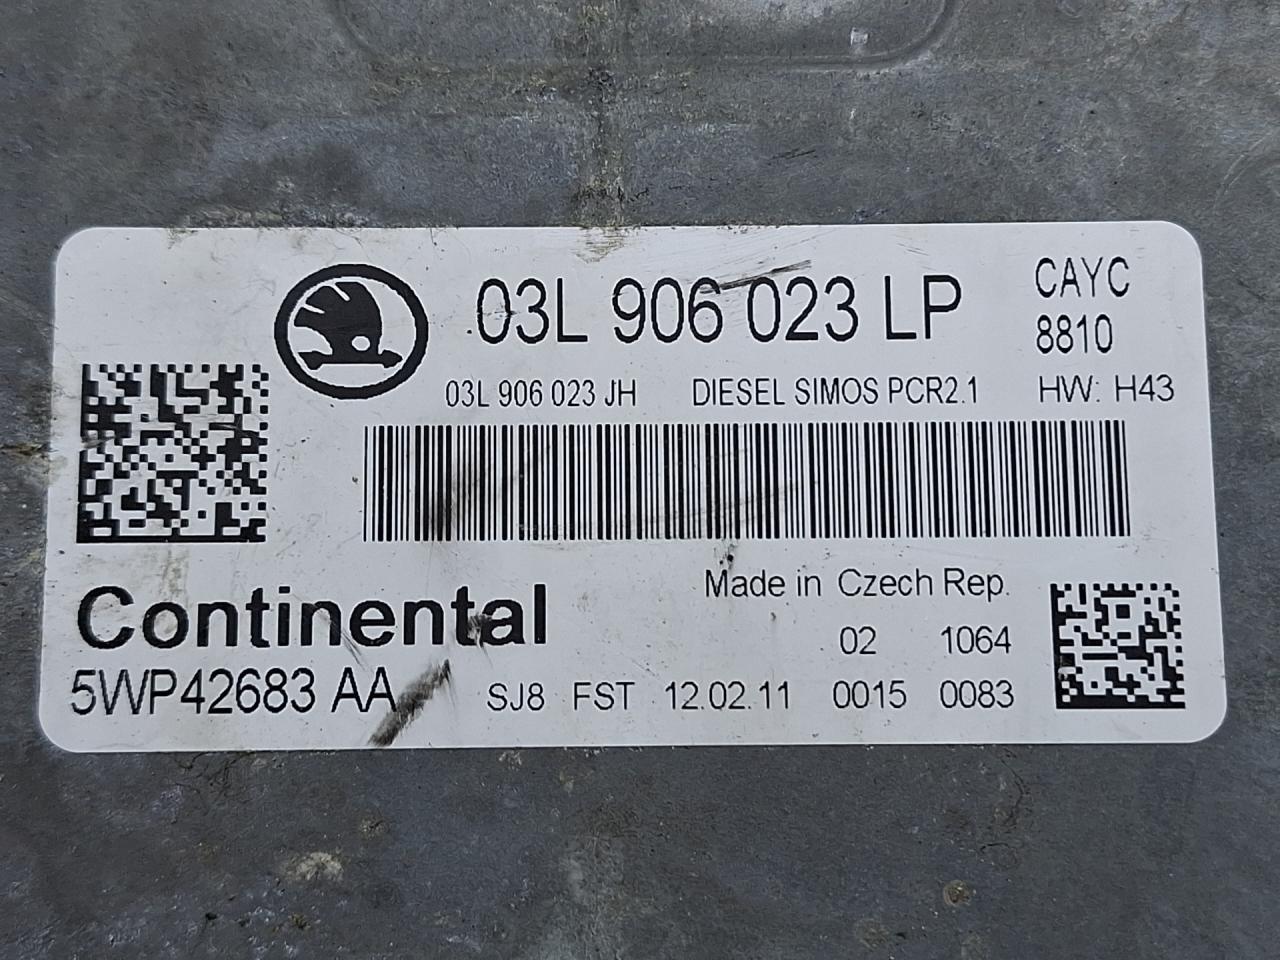 03L 906 023 LP
CAYC
8810
03L 906 023 JH DIESEL SIMOS PCR2.1 HW: H43
Made in Czech Rep.
Continental
02 1064
5WP42683 AA SJ8 FST 12.02.11 0015 0083